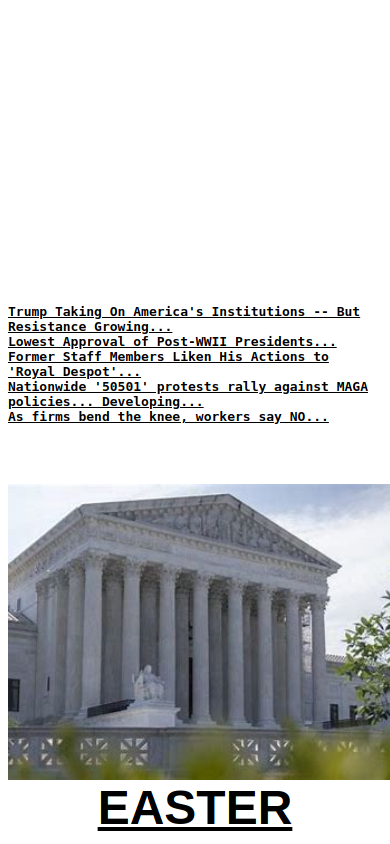 Trump Taking On America's Institutions -- But
Resistance Growing...
Lowest Approval of Post-WWII Presidents...
Former Staff Members Liken His Actions to
'Royal Despot'...
Nationwide '50501' protests rally against MAGA
policies... Developing...
As firms bend the knee, workers say NO...
EASTER